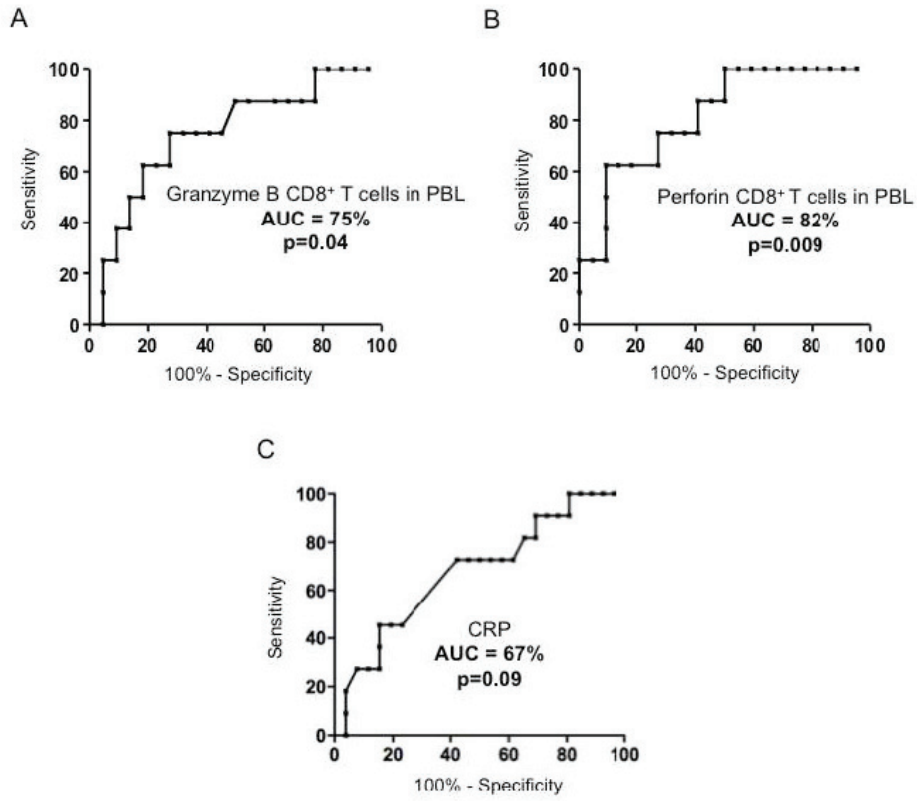 A
100
80
60
40
20
0
Sensitivity
Granzyme B CD8⁺ T cells in PBL
AUC = 75%
p=0.04
0 20 40 60 80 100
100% - Specificity
B
100
80
60
40
20
0
Sensitivity
Perforin CD8⁺ T cells in PBL
AUC = 82%
p=0.009
0 20 40 60 80 100
100% - Specificity
C
100
80
60
40
20
0
Sensitivity
CRP
AUC = 67%
p=0.09
0 20 40 60 80 100
100% - Specificity